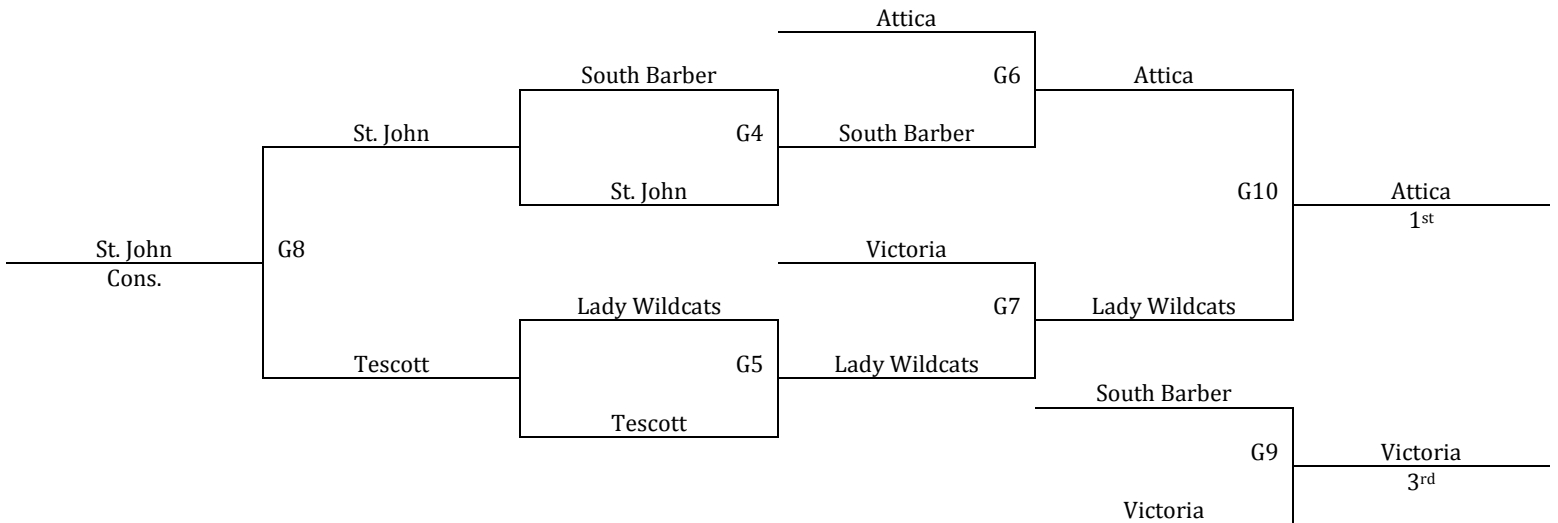 Attica
South Barber G6 Attica
St. John G4 South Barber
St. John G10 Attica
1st
St. John G8 Victoria
Cons.
Lady Wildcats G7 Lady Wildcats
Tescott G5 Lady Wildcats
South Barber
Tescott
G9 Victoria
3rd
Victoria